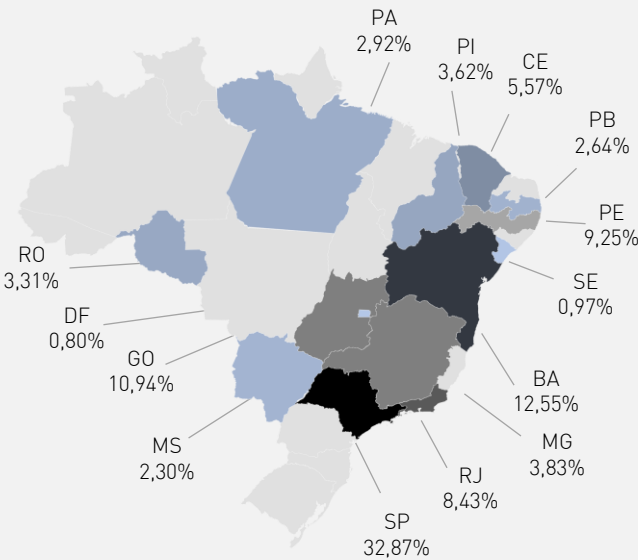 PA
2,92%
PI
3,62%
CE
5,57%
PB
2,64%
PE
9,25%
SE
0,97%
BA
12,55%
MG
3,83%
RJ
8,43%
SP
32,87%
MS
2,30%
GO
10,94%
DF
0,80%
RO
3,31%